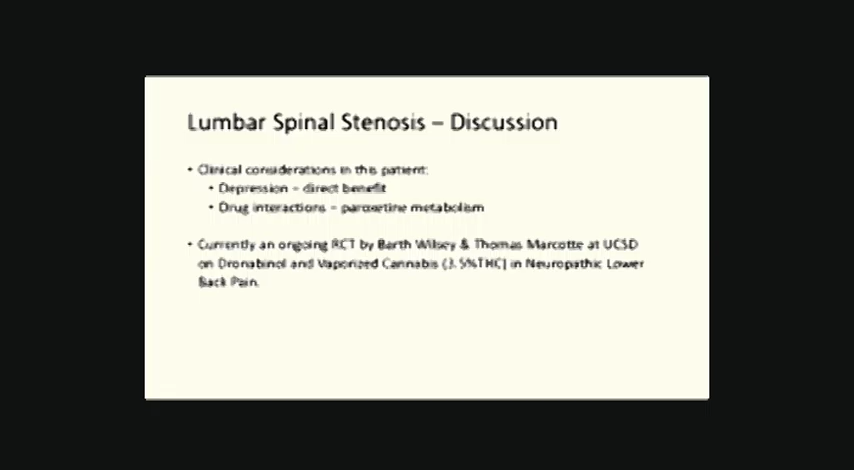 Lumbar Spinal Stenosis – Discussion
• Clinical considerations in this patient:
• Depression – direct benefit
• Drug interactions – paroxetine metabolism
• Currently an ongoing RCT by Barth Wilsey & Thomas Marcotte at UCSD
on Dronabinol and Vaporized Cannabis (3.5%THC) in Neuropathic Lower
Back Pain.